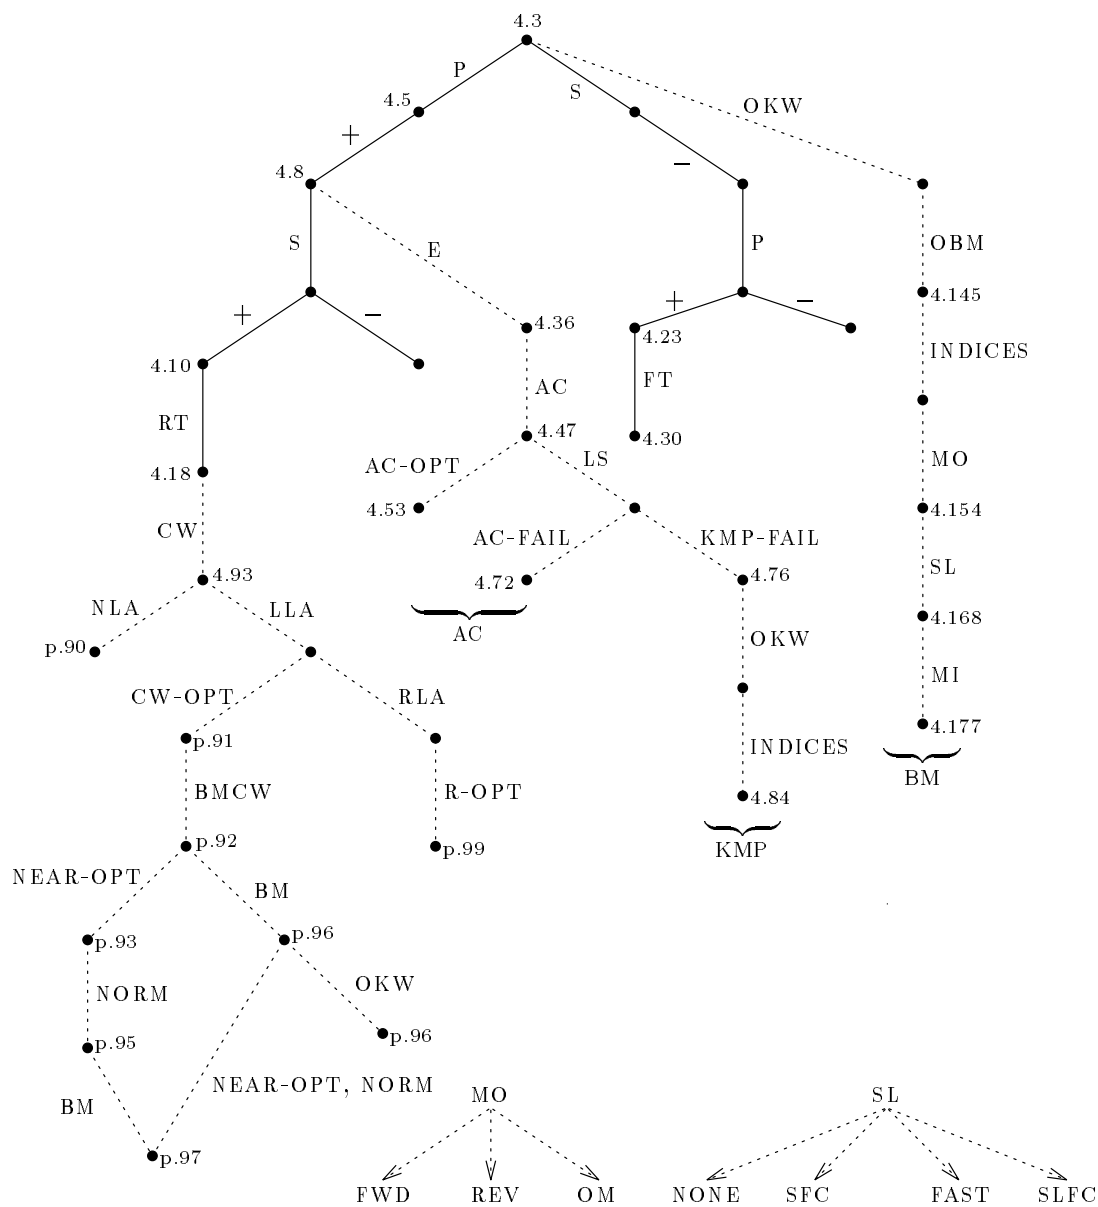 4.3
P
S
OKW
4.5
+
−
4.8
S
E
P
OBM
+
−
+
−
4.145
4.36
4.23
INDICES
4.10
AC
FT
RT
4.47
4.30
MO
AC-OPT
LS
4.18
4.53
4.154
CW
AC-FAIL
KMP-FAIL
SL
4.93
4.72
4.76
NLA
LLA
AC
4.168
p.90
OKW
MI
CW-OPT
RLA
4.177
p.91
INDICES
BM
BMCW
R-OPT
4.84
p.92
p.99
KMP
NEAR-OPT
BM
p.93
p.96
NORM
OKW
p.95
p.96
NEAR-OPT, NORM
MO
SL
BM
p.97
FWD
REV
OM
NONE
SFC
FAST
SLFC